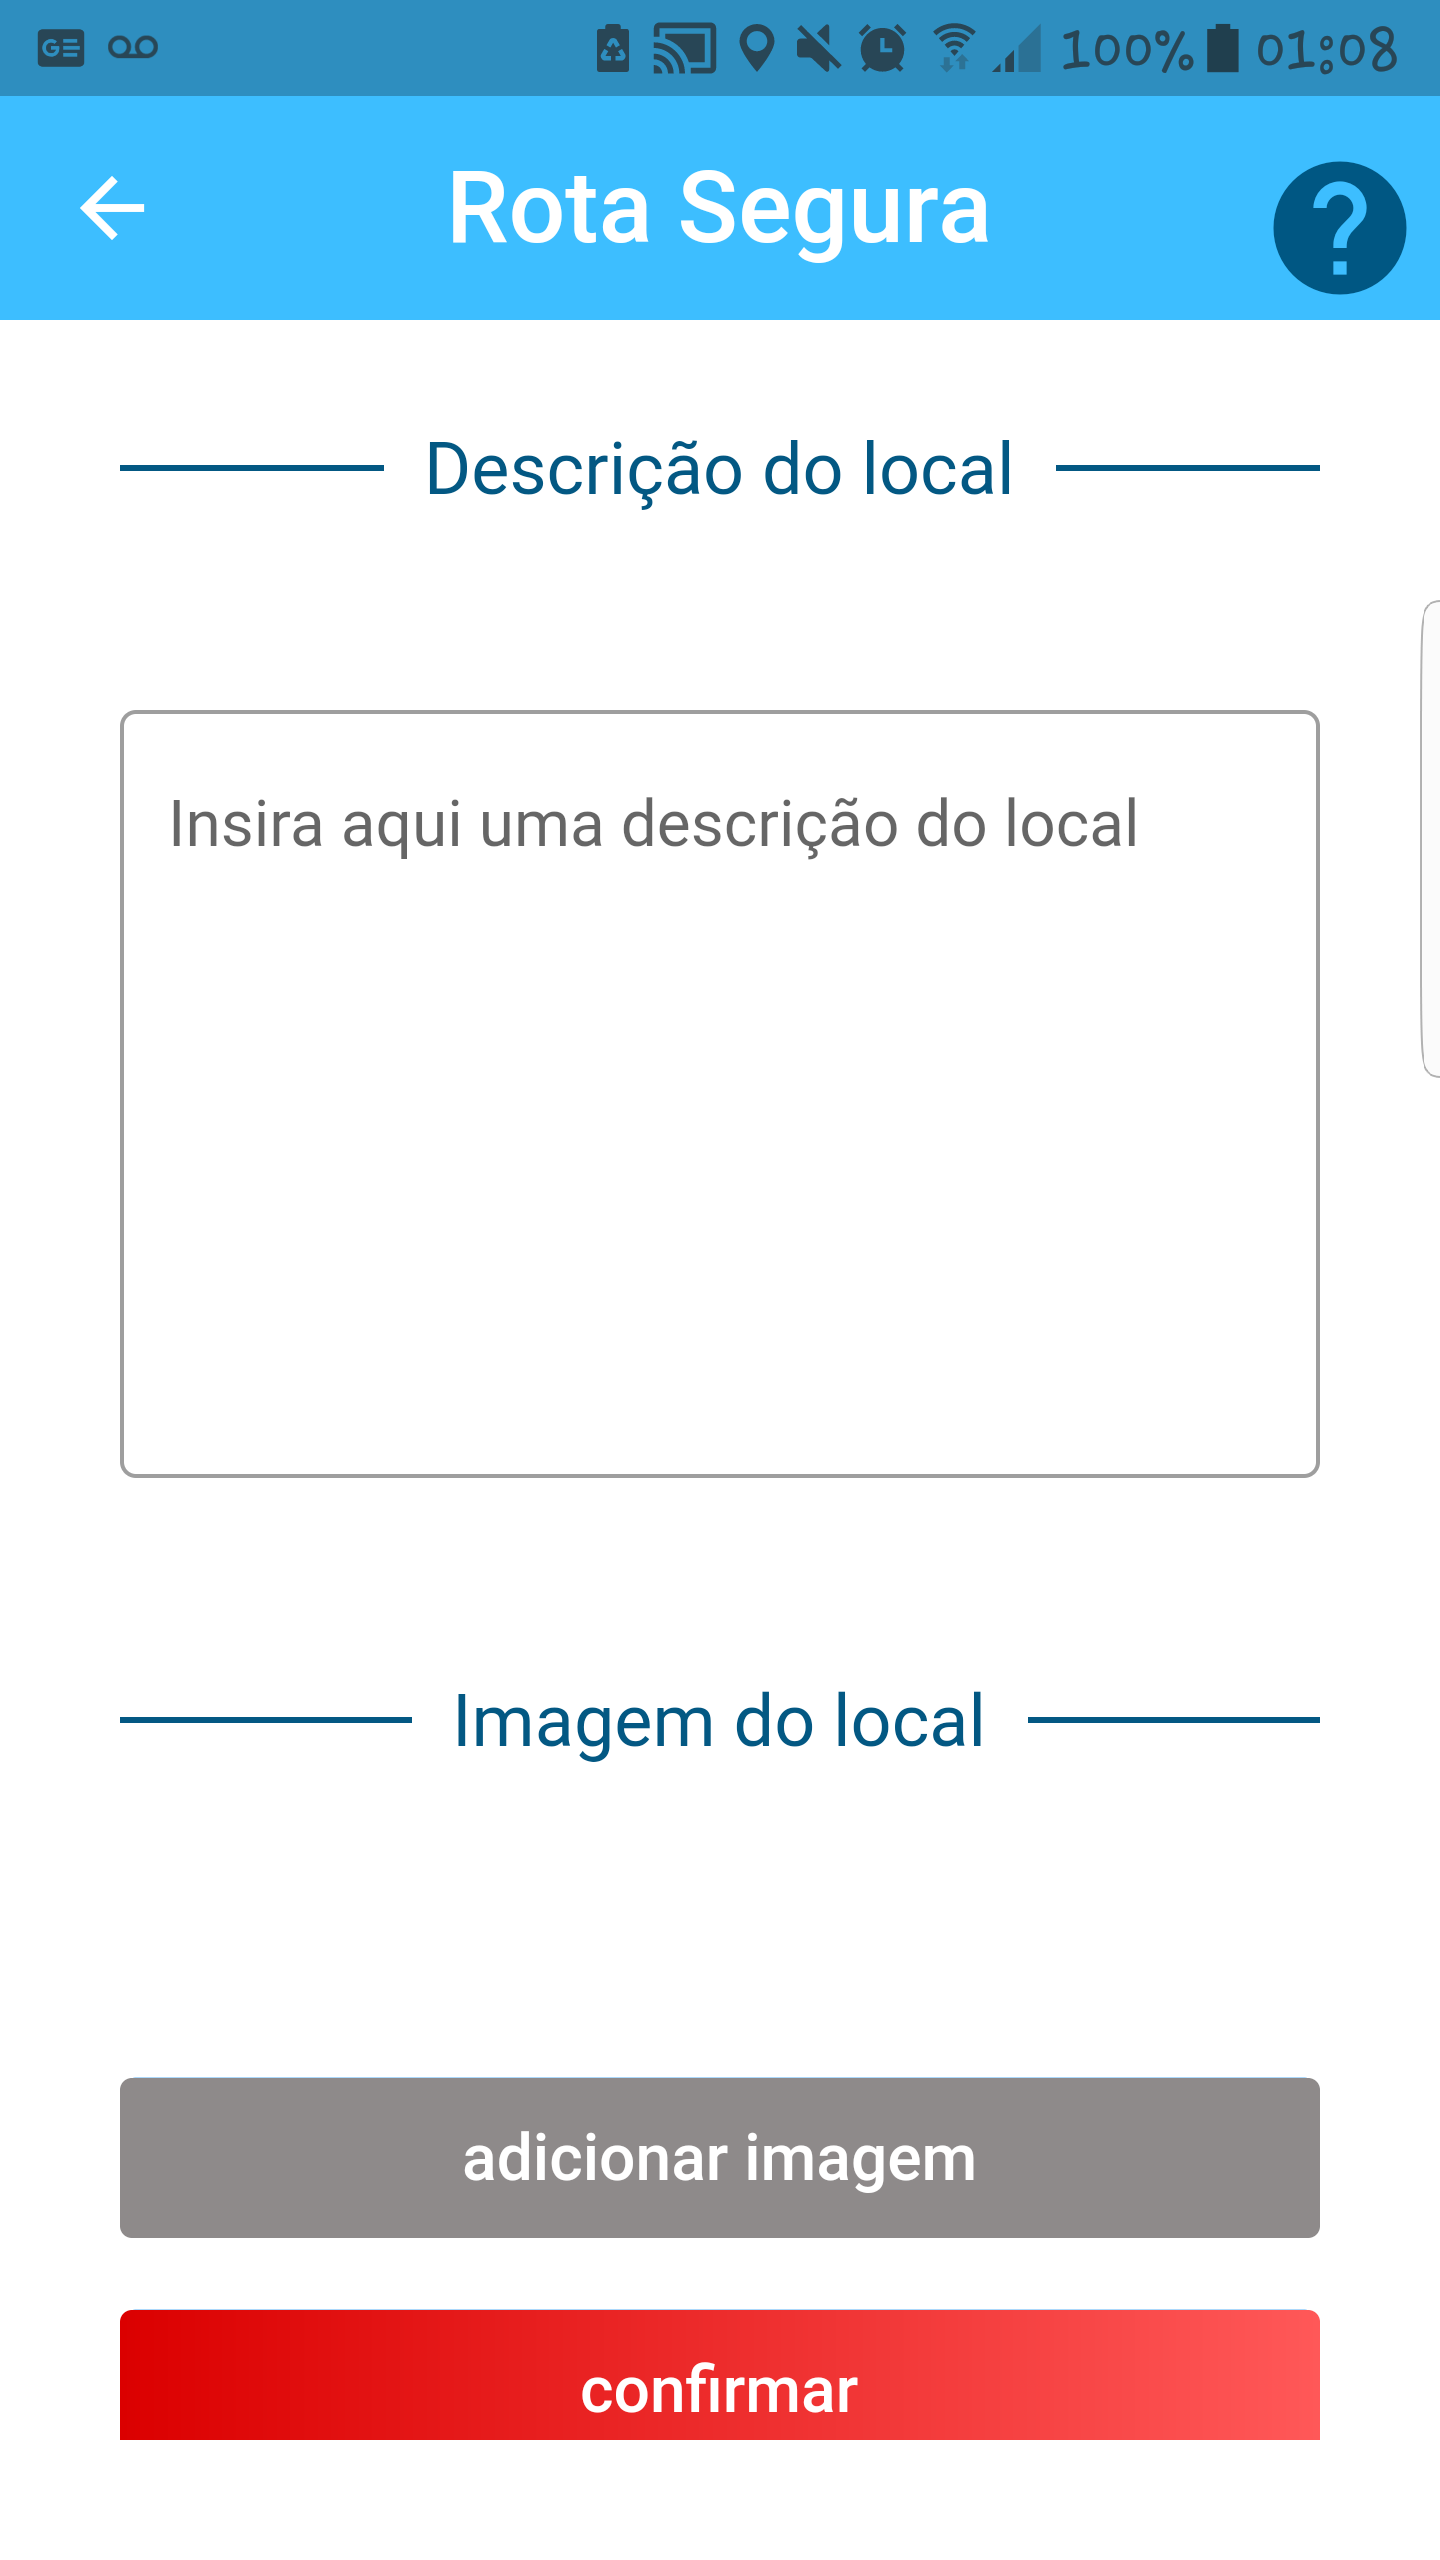 GE 100% 01:08
Rota Segura
Descrição do local
Insira aqui uma descrição do local
Imagem do local
adicionar imagem
confirmar